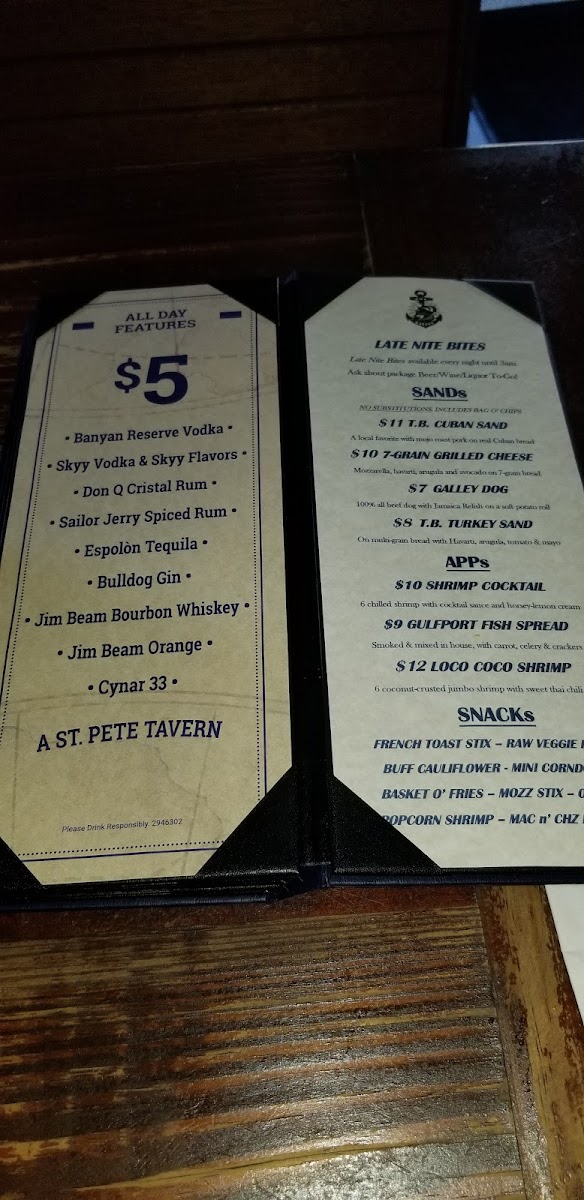 ALL DAY
FEATURES
$5
• Banyan Reserve Vodka •
• Skyy Vodka & Skyy Flavors •
• Don Q Cristal Rum •
• Sailor Jerry Spiced Rum •
• Espolòn Tequila •
• Bulldog Gin •
• Jim Beam Bourbon Whiskey •
• Jim Beam Orange •
• Cynar 33 •
A ST. PETE TAVERN
Please Drink Responsibly. 2946302
LATE NITE BITES
Late Nite Bites available every night until 3am
Ask about package Beer/Wine/Liquor To-Go!
SANDs
NO SUBSTITUTIONS, INCLUDES BAG O' CHIPS
$11 T.B. CUBAN SAND
A local favorite with mojo roast pork on real Cuban bread
$10 7-GRAIN GRILLED CHEESE
Mozzarella, havarti, arugula and avocado on 7-grain bread
$7 GALLEY DOG
100% all beef dog with Jamaica Relish on a soft potato roll
$8 T.B. TURKEY SAND
On multi-grain bread with Havarti, arugula, tomato & mayo
APPs
$10 SHRIMP COCKTAIL
6 chilled shrimp with cocktail sauce and horsey-lemon cream
$9 GULFPORT FISH SPREAD
Smoked & mixed in house, with carrot, celery & crackers
$12 LOCO COCO SHRIMP
6 coconut-crusted jumbo shrimp with sweet thai chili
SNACKs
FRENCH TOAST STIX – RAW VEGGIE
BUFF CAULIFLOWER - MINI CORND
BASKET O' FRIES – MOZZ STIX –
POPCORN SHRIMP – MAC n' CHZ